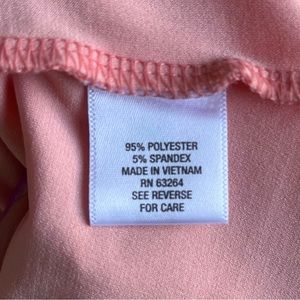 95% POLYESTER
5% SPANDEX
MADE IN VIETNAM
RN 63264
SEE REVERSE
FOR CARE